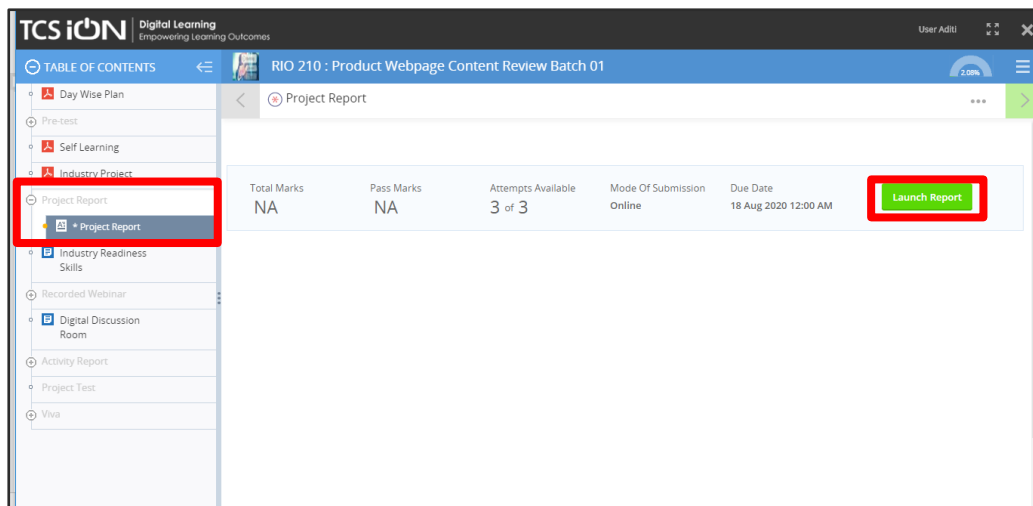 TCS iON Digital Learning
Empowering Learning Outcomes
User Aditi
TABLE OF CONTENTS
RIO 210 : Product Webpage Content Review Batch 01
2.08%
Day Wise Plan
Pre-test
Self Learning
Industry Project
Project Report
* Project Report
Industry Readiness
Skills
Recorded Webinar
Digital Discussion
Room
Activity Report
Project Test
Viva
Project Report
Total Marks
NA
Pass Marks
NA
Attempts Available
3 of 3
Mode Of Submission
Online
Due Date
18 Aug 2020 12:00 AM
Launch Report